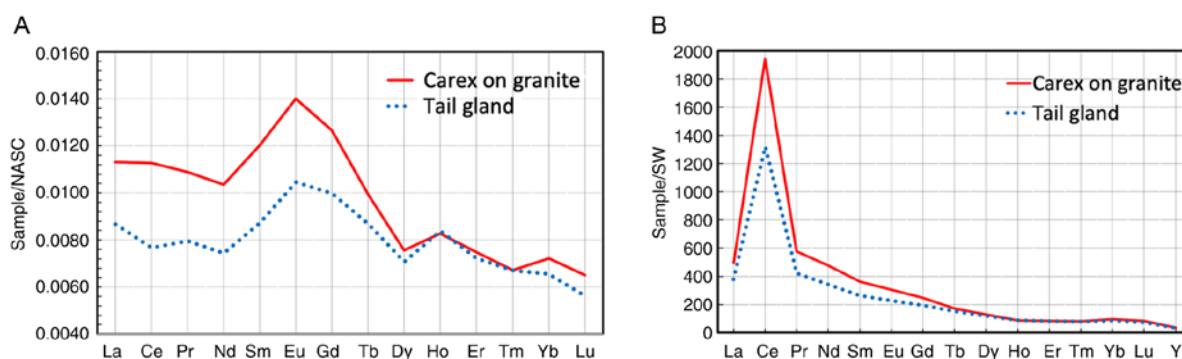 A
0.0160
0.0140
0.0120
0.0100
0.0080
0.0060
0.0040
Sample/NASC
Carex on granite
Tail gland
La Ce Pr Nd Sm Eu Gd Tb Dy Ho Er Tm Yb Lu
B
2000
1800
1600
1400
1200
1000
800
600
400
200
0
Sample/SW
Carex on granite
Tail gland
La Ce Pr Nd Sm Eu Gd Tb Dy Ho Er Tm Yb Lu Y